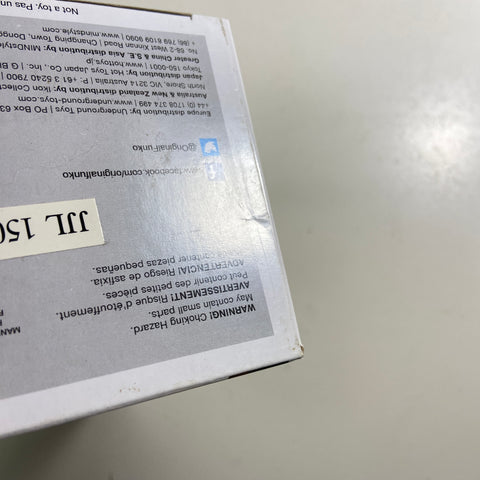 WARNING! Choking Hazard.
May contain small parts.
AVERTISSEMENT! Risque d'étouffement.
Peut contenir des petites pièces.
ADVERTENCIA! Riesgo de asfixia.
contener piezas pequeñas.
MAN
JJL 150
www.facebook.com/originalfunko
@OriginalFunko
Europe distribution by: Underground Toys | PO Box 63
+44 (0) 1708 374 499 | www.underground-toys.com
Australia & New Zealand distribution by: Ikon Collec
North Shore, VIC 3214 Australia | P: +61 3 5240 7900 |
Japan distribution by: Hot Toys Japan Co., Inc., | G B
Tokyo 150-0001 | www.hottoys.jp
Greater China & S.E. Asia distribution by: MINDstyle
No. 68-2 West Xinnan Road | Changping Town, Dongg
+ (86) 769 6109 9090 | www.mindstyle.com
Not a toy. Pas un